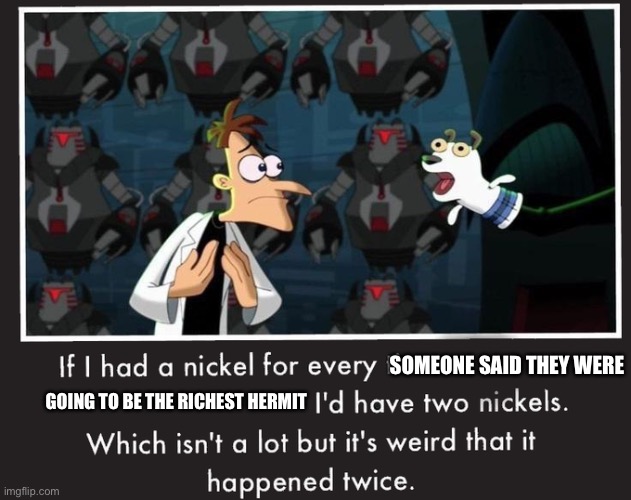 If I had a nickel for every SOMEONE SAID THEY WERE
GOING TO BE THE RICHEST HERMIT I'd have two nickels.
Which isn't a lot but it's weird that it
happened twice.
imgflip.com